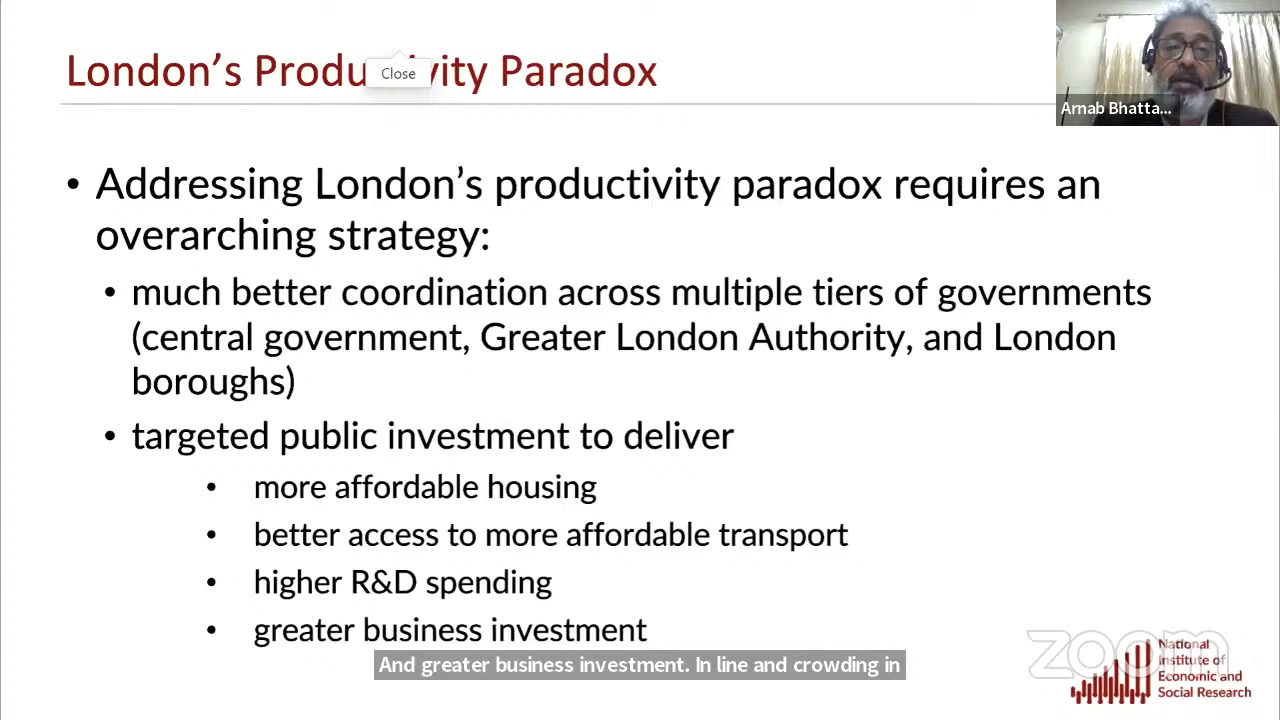 London's Productivity Paradox
Close
Arnab Bhatta...
• Addressing London's productivity paradox requires an
overarching strategy:
• much better coordination across multiple tiers of governments
(central government, Greater London Authority, and London
boroughs)
• targeted public investment to deliver
• more affordable housing
• better access to more affordable transport
• higher R&D spending
• greater business investment
And greater business investment. In line and crowding in
zoom
National
Institute of
Economic and
Social Research